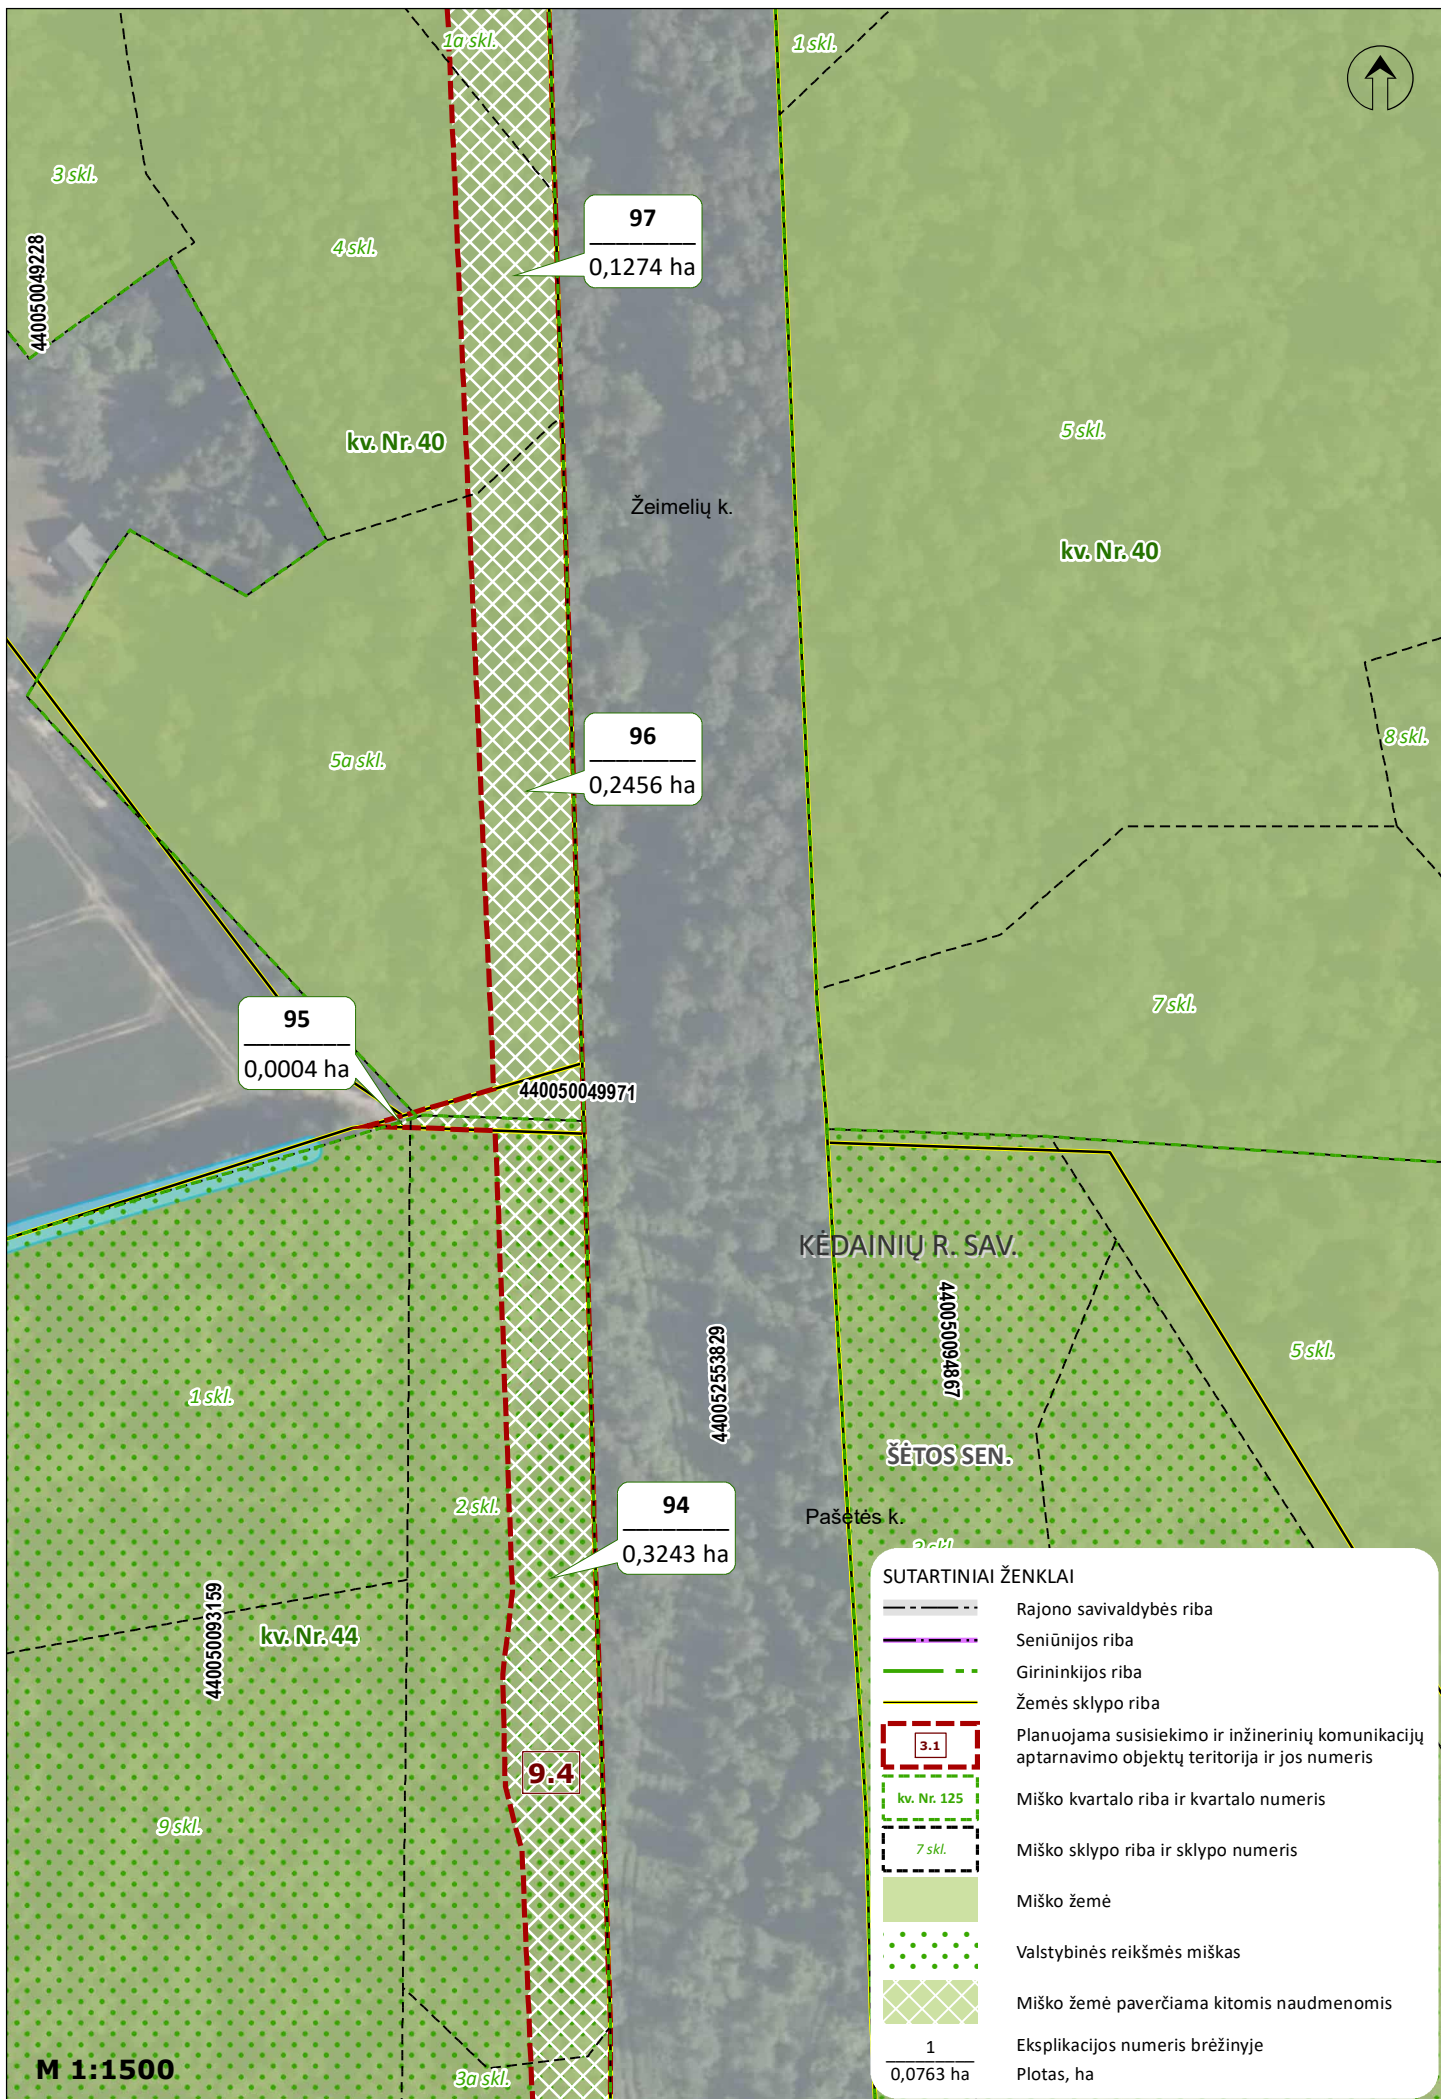 1a skl.
1 skl.
3 skl.
4 skl.
97
0,1274 ha
440050049228
kv. Nr. 40
5 skl.
Žeimelių k.
kv. Nr. 40
96
0,2456 ha
5a skl.
8 skl.
95
0,0004 ha
7 skl.
440050049971
KĖDAINIŲ R. SAV.
440050094867
440052553829
5 skl.
1 skl.
ŠĖTOS SEN.
2 skl.
94
0,3243 ha
Pašėtės k.
440050093159
kv. Nr. 44
9.4
9 skl.
3a skl.
M 1:1500
SUTARTINIAI ŽENKLAI
Rajono savivaldybės riba
Seniūnijos riba
Girininkijos riba
Žemės sklypo riba
3.1
Planuojama susisiekimo ir inžinerinių komunikacijų
aptarnavimo objektų teritorija ir jos numeris
kv. Nr. 125
Miško kvartalo riba ir kvartalo numeris
7 skl.
Miško sklypo riba ir sklypo numeris
Miško žemė
Valstybinės reikšmės miškas
Miško žemė paverčiama kitomis naudmenomis
1
Eksplikacijos numeris brėžinyje
0,0763 ha
Plotas, ha